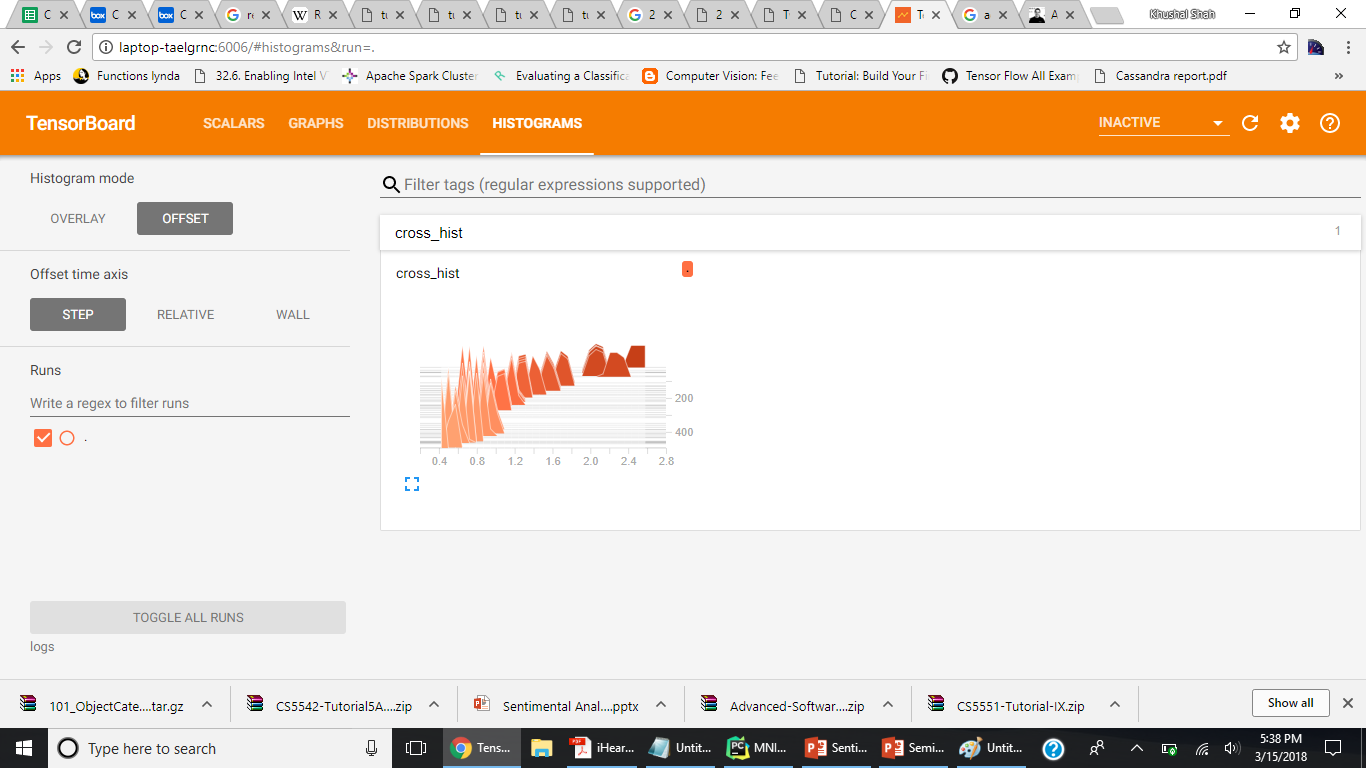 C C C re R tu tu tu tu 2 2 T C To a A Khushal Shah
laptop-taelgrnc:6006/#histograms&run=.
Apps Functions lynda 32.6. Enabling Intel V Apache Spark Cluster Evaluating a Classific Computer Vision: Fee Tutorial: Build Your Fi Tensor Flow All Exam Cassandra report.pdf »
TensorBoard SCALARS GRAPHS DISTRIBUTIONS HISTOGRAMS INACTIVE
Histogram mode
OVERLAY OFFSET
Offset time axis
STEP RELATIVE WALL
Runs
Write a regex to filter runs
.
TOGGLE ALL RUNS
logs
Filter tags (regular expressions supported)
cross_hist 1
cross_hist .
200
400
0.4 0.8 1.2 1.6 2.0 2.4 2.8
101_ObjectCate....tar.gz CS5542-Tutorial5A....zip Sentimental Anal....pptx Advanced-Softwar....zip CS5551-Tutorial-IX.zip Show all
Type here to search Tens... iHear... Untit... MNI... Senti... Semi... Untit... 5:38 PM
3/15/2018